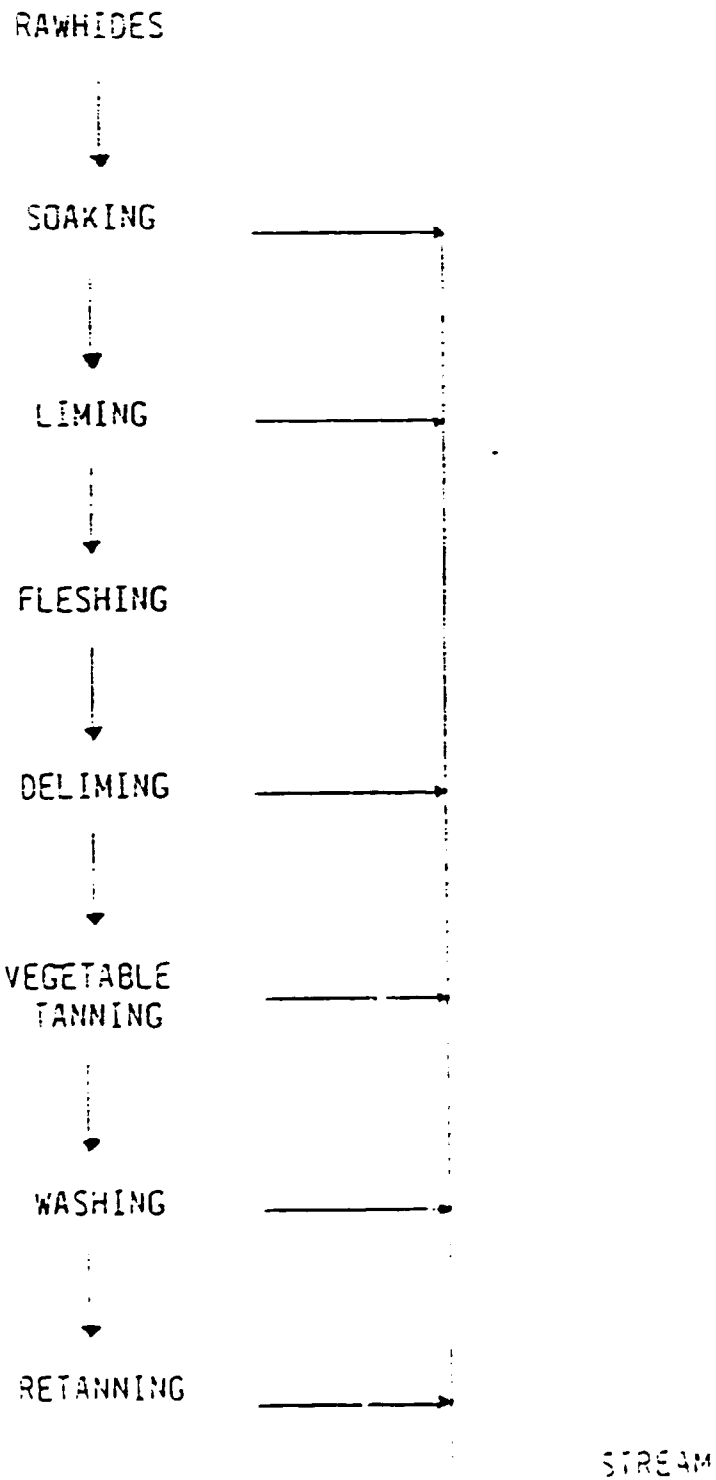 RAWHIDES
SOAKING
LIMING
FLESHING
DELIMING
VEGETABLE
TANNING
WASHING
RETANNING
STREAM